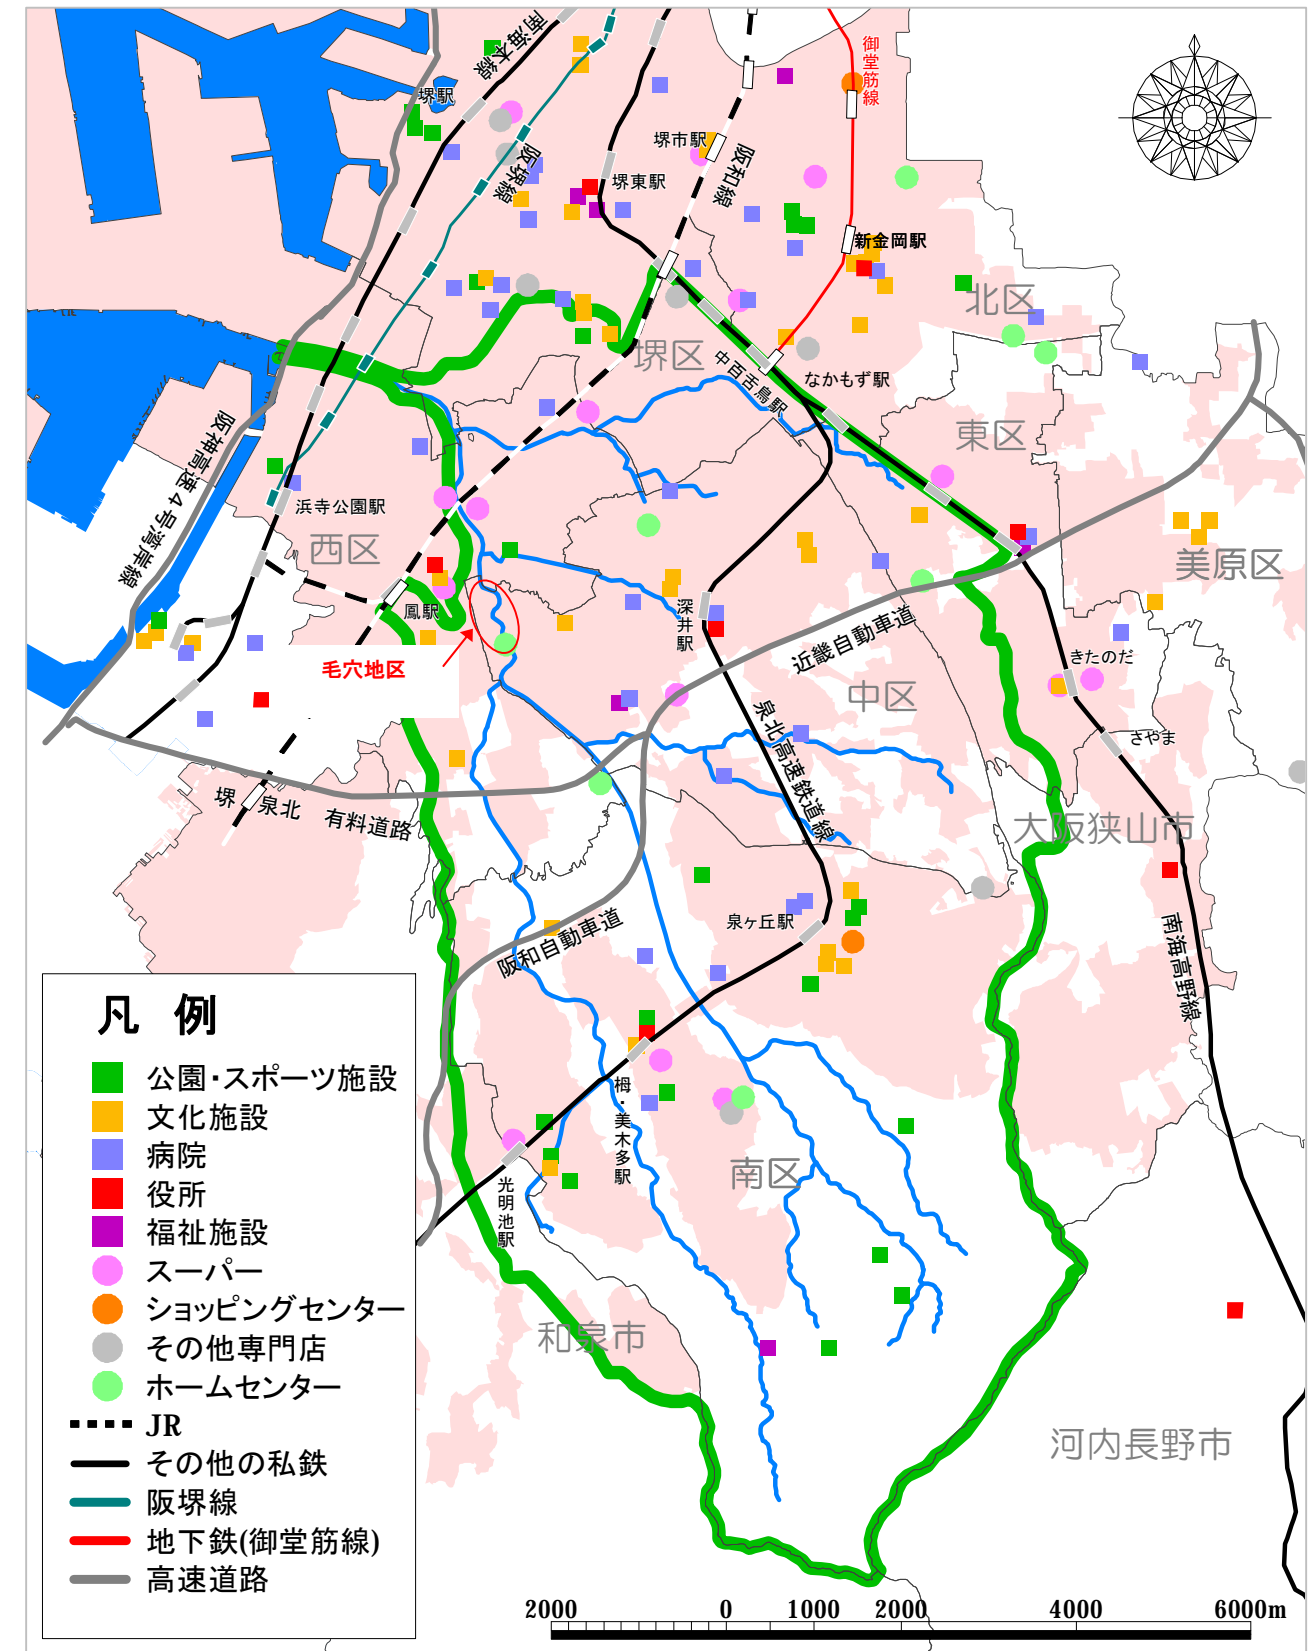 南海本線
御堂筋線
堺駅
堺市駅
阪堺線
阪和線
堺東駅
新金岡駅
北区
堺区
中百舌鳥駅
なかもず駅
東区
阪神高速4号湾岸線
浜寺公園駅
西区
美原区
鳳駅
深井駅
近畿自動車道
毛穴地区
きたのだ
中区
泉北高速鉄道線
さやま
堺 泉北 有料道路
大阪狭山市
泉ヶ丘駅
南海高野線
阪和自動車道
栂・美木多駅
南区
光明池駅
和泉市
河内長野市
凡 例
公園・スポーツ施設
文化施設
病院
役所
福祉施設
スーパー
ショッピングセンター
その他専門店
ホームセンター
JR
その他の私鉄
阪堺線
地下鉄(御堂筋線)
高速道路
2000 0 1000 2000 4000 6000m